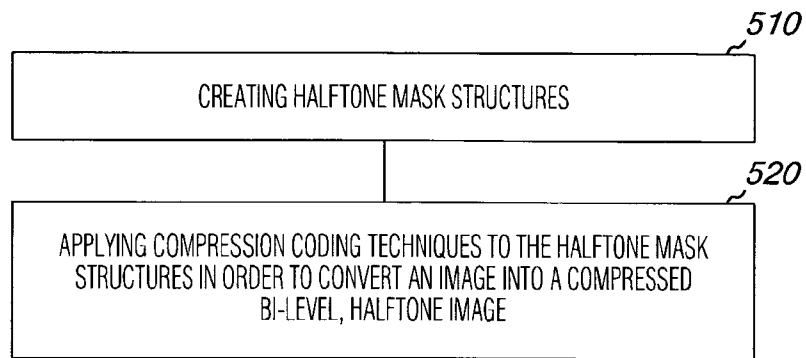 510
CREATING HALFTONE MASK STRUCTURES
520
APPLYING COMPRESSION CODING TECHNIQUES TO THE HALFTONE MASK
STRUCTURES IN ORDER TO CONVERT AN IMAGE INTO A COMPRESSED
BI-LEVEL, HALFTONE IMAGE